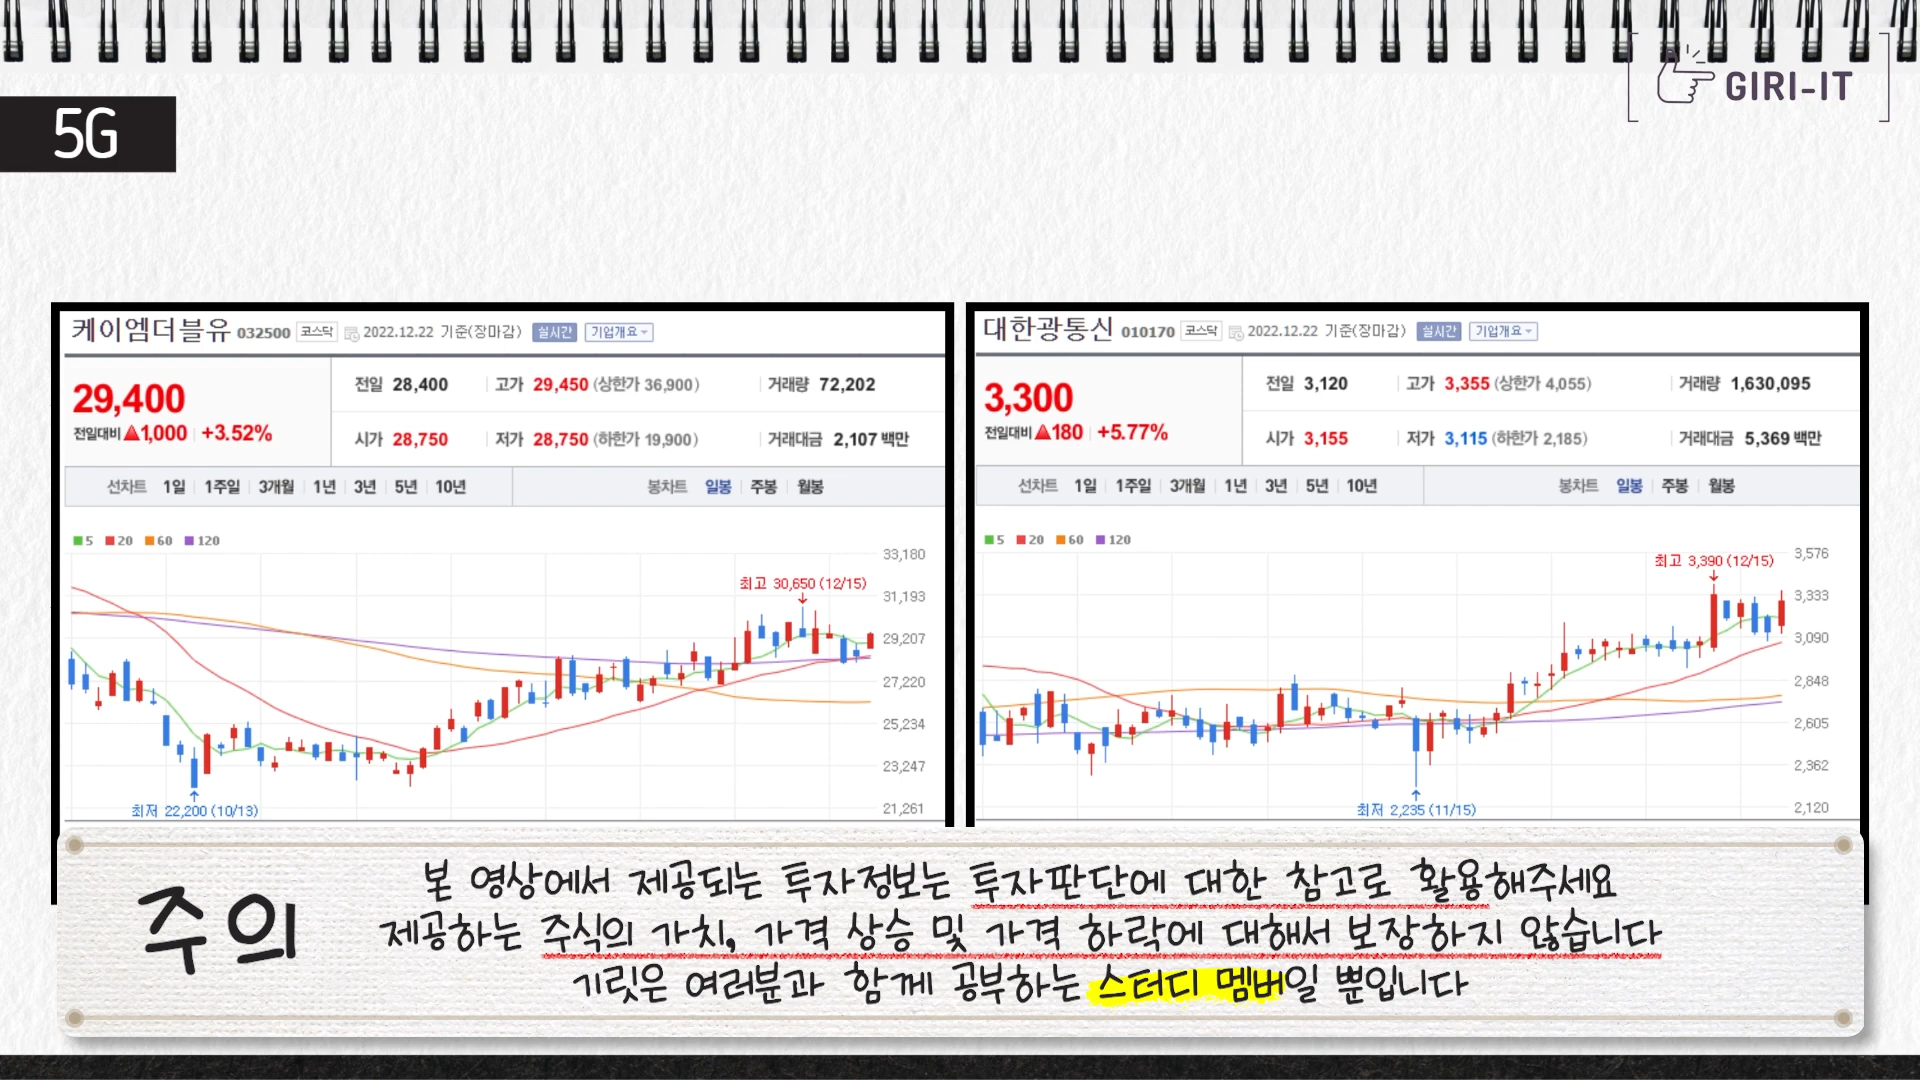 GIRI-IT
5G
케이엠더블유 032500 코스닥 2022.12.22 기준(장마감) 실시간 기업개요
29,400
전일대비 ▲1,000 +3.52%
전일 28,400 고가 29,450 (상한가 36,900) 거래량 72,202
시가 28,750 저가 28,750 (하한가 19,900) 거래대금 2,107 백만
선차트 1일 1주일 3개월 1년 3년 5년 10년 봉차트 일봉 주봉 월봉
5 20 60 120
33,180
최고 30,650 (12/15)
31,193
29,207
27,220
25,234
23,247
21,261
최저 22,200 (10/13)
대한광통신 010170 코스닥 2022.12.22 기준(장마감) 실시간 기업개요
3,300
전일대비 ▲180 +5.77%
전일 3,120 고가 3,355 (상한가 4,055) 거래량 1,630,095
시가 3,155 저가 3,115 (하한가 2,185) 거래대금 5,369 백만
선차트 1일 1주일 3개월 1년 3년 5년 10년 봉차트 일봉 주봉 월봉
5 20 60 120
3,576
최고 3,390 (12/15)
3,333
3,090
2,848
2,605
2,362
2,120
최저 2,235 (11/15)
주의
본 영상에서 제공되는 투자정보는 투자판단에 대한 참고로 활용해주세요
제공하는 주식의 가치, 가격 상승 및 가격 하락에 대해서 보장하지 않습니다
기릿은 여러분과 함께 공부하는 스터디 멤버일 뿐입니다